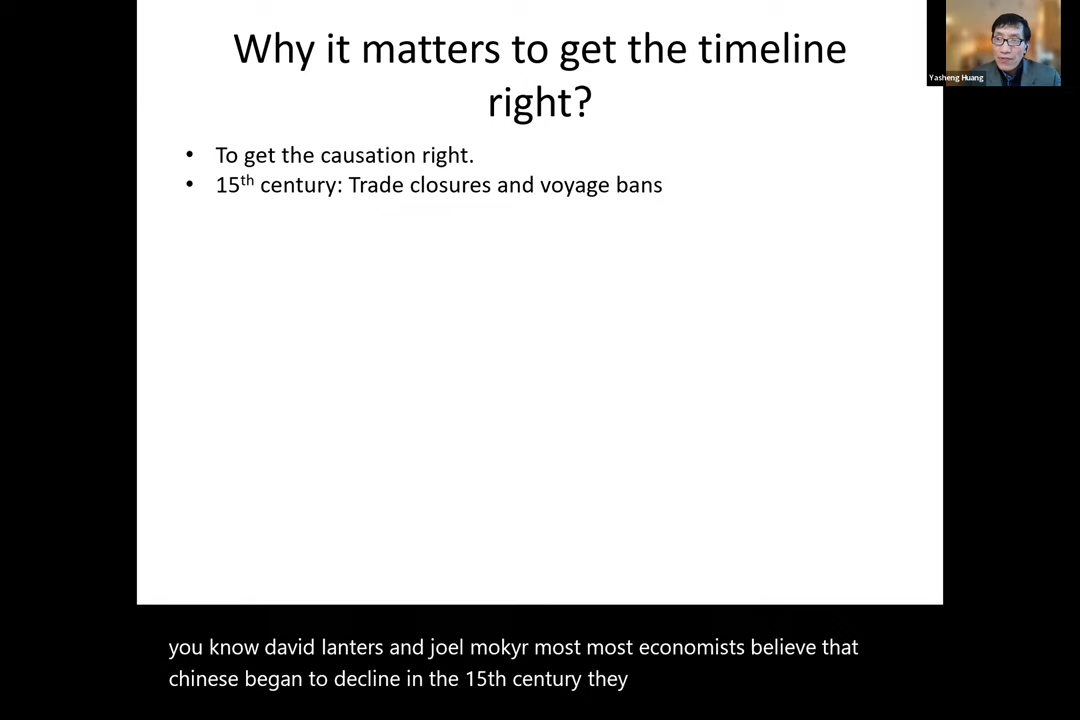 Why it matters to get the timeline
right?
• To get the causation right.
• 15th century: Trade closures and voyage bans
Yasheng Huang
you know david lanters and joel mokyr most most economists believe that
chinese began to decline in the 15th century they